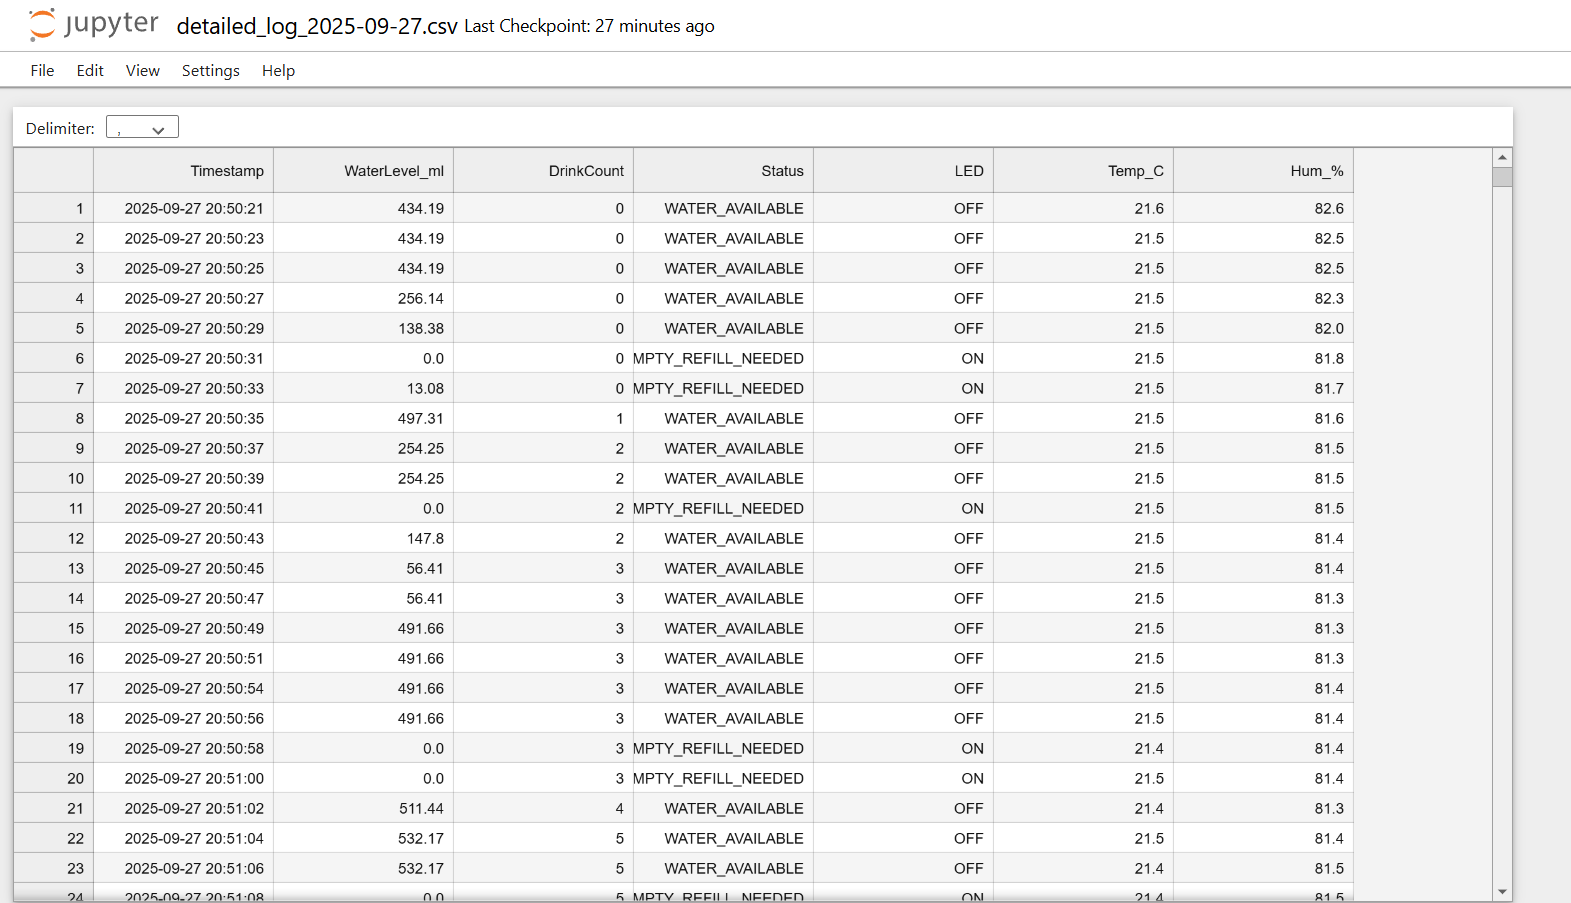 jupyter detailed_log_2025-09-27.csv Last Checkpoint: 27 minutes ago
File Edit View Settings Help
Delimiter: ,
Timestamp WaterLevel_ml DrinkCount Status LED Temp_C Hum_%
1 2025-09-27 20:50:21 434.19 0 WATER_AVAILABLE OFF 21.6 82.6
2 2025-09-27 20:50:23 434.19 0 WATER_AVAILABLE OFF 21.5 82.5
3 2025-09-27 20:50:25 434.19 0 WATER_AVAILABLE OFF 21.5 82.5
4 2025-09-27 20:50:27 256.14 0 WATER_AVAILABLE OFF 21.5 82.3
5 2025-09-27 20:50:29 138.38 0 WATER_AVAILABLE OFF 21.5 82.0
6 2025-09-27 20:50:31 0.0 0 MPTY_REFILL_NEEDED ON 21.5 81.8
7 2025-09-27 20:50:33 13.08 0 MPTY_REFILL_NEEDED ON 21.5 81.7
8 2025-09-27 20:50:35 497.31 1 WATER_AVAILABLE OFF 21.5 81.6
9 2025-09-27 20:50:37 254.25 2 WATER_AVAILABLE OFF 21.5 81.5
10 2025-09-27 20:50:39 254.25 2 WATER_AVAILABLE OFF 21.5 81.5
11 2025-09-27 20:50:41 0.0 2 MPTY_REFILL_NEEDED ON 21.5 81.5
12 2025-09-27 20:50:43 147.8 2 WATER_AVAILABLE OFF 21.5 81.4
13 2025-09-27 20:50:45 56.41 3 WATER_AVAILABLE OFF 21.5 81.4
14 2025-09-27 20:50:47 56.41 3 WATER_AVAILABLE OFF 21.5 81.3
15 2025-09-27 20:50:49 491.66 3 WATER_AVAILABLE OFF 21.5 81.3
16 2025-09-27 20:50:51 491.66 3 WATER_AVAILABLE OFF 21.5 81.3
17 2025-09-27 20:50:54 491.66 3 WATER_AVAILABLE OFF 21.5 81.4
18 2025-09-27 20:50:56 491.66 3 WATER_AVAILABLE OFF 21.5 81.4
19 2025-09-27 20:50:58 0.0 3 MPTY_REFILL_NEEDED ON 21.4 81.4
20 2025-09-27 20:51:00 0.0 3 MPTY_REFILL_NEEDED ON 21.5 81.4
21 2025-09-27 20:51:02 511.44 4 WATER_AVAILABLE OFF 21.4 81.3
22 2025-09-27 20:51:04 532.17 5 WATER_AVAILABLE OFF 21.5 81.4
23 2025-09-27 20:51:06 532.17 5 WATER_AVAILABLE OFF 21.4 81.5
24 2025-09-27 20:51:08 0.0 5 MPTY_REFILL_NEEDED ON 21.4 81.5